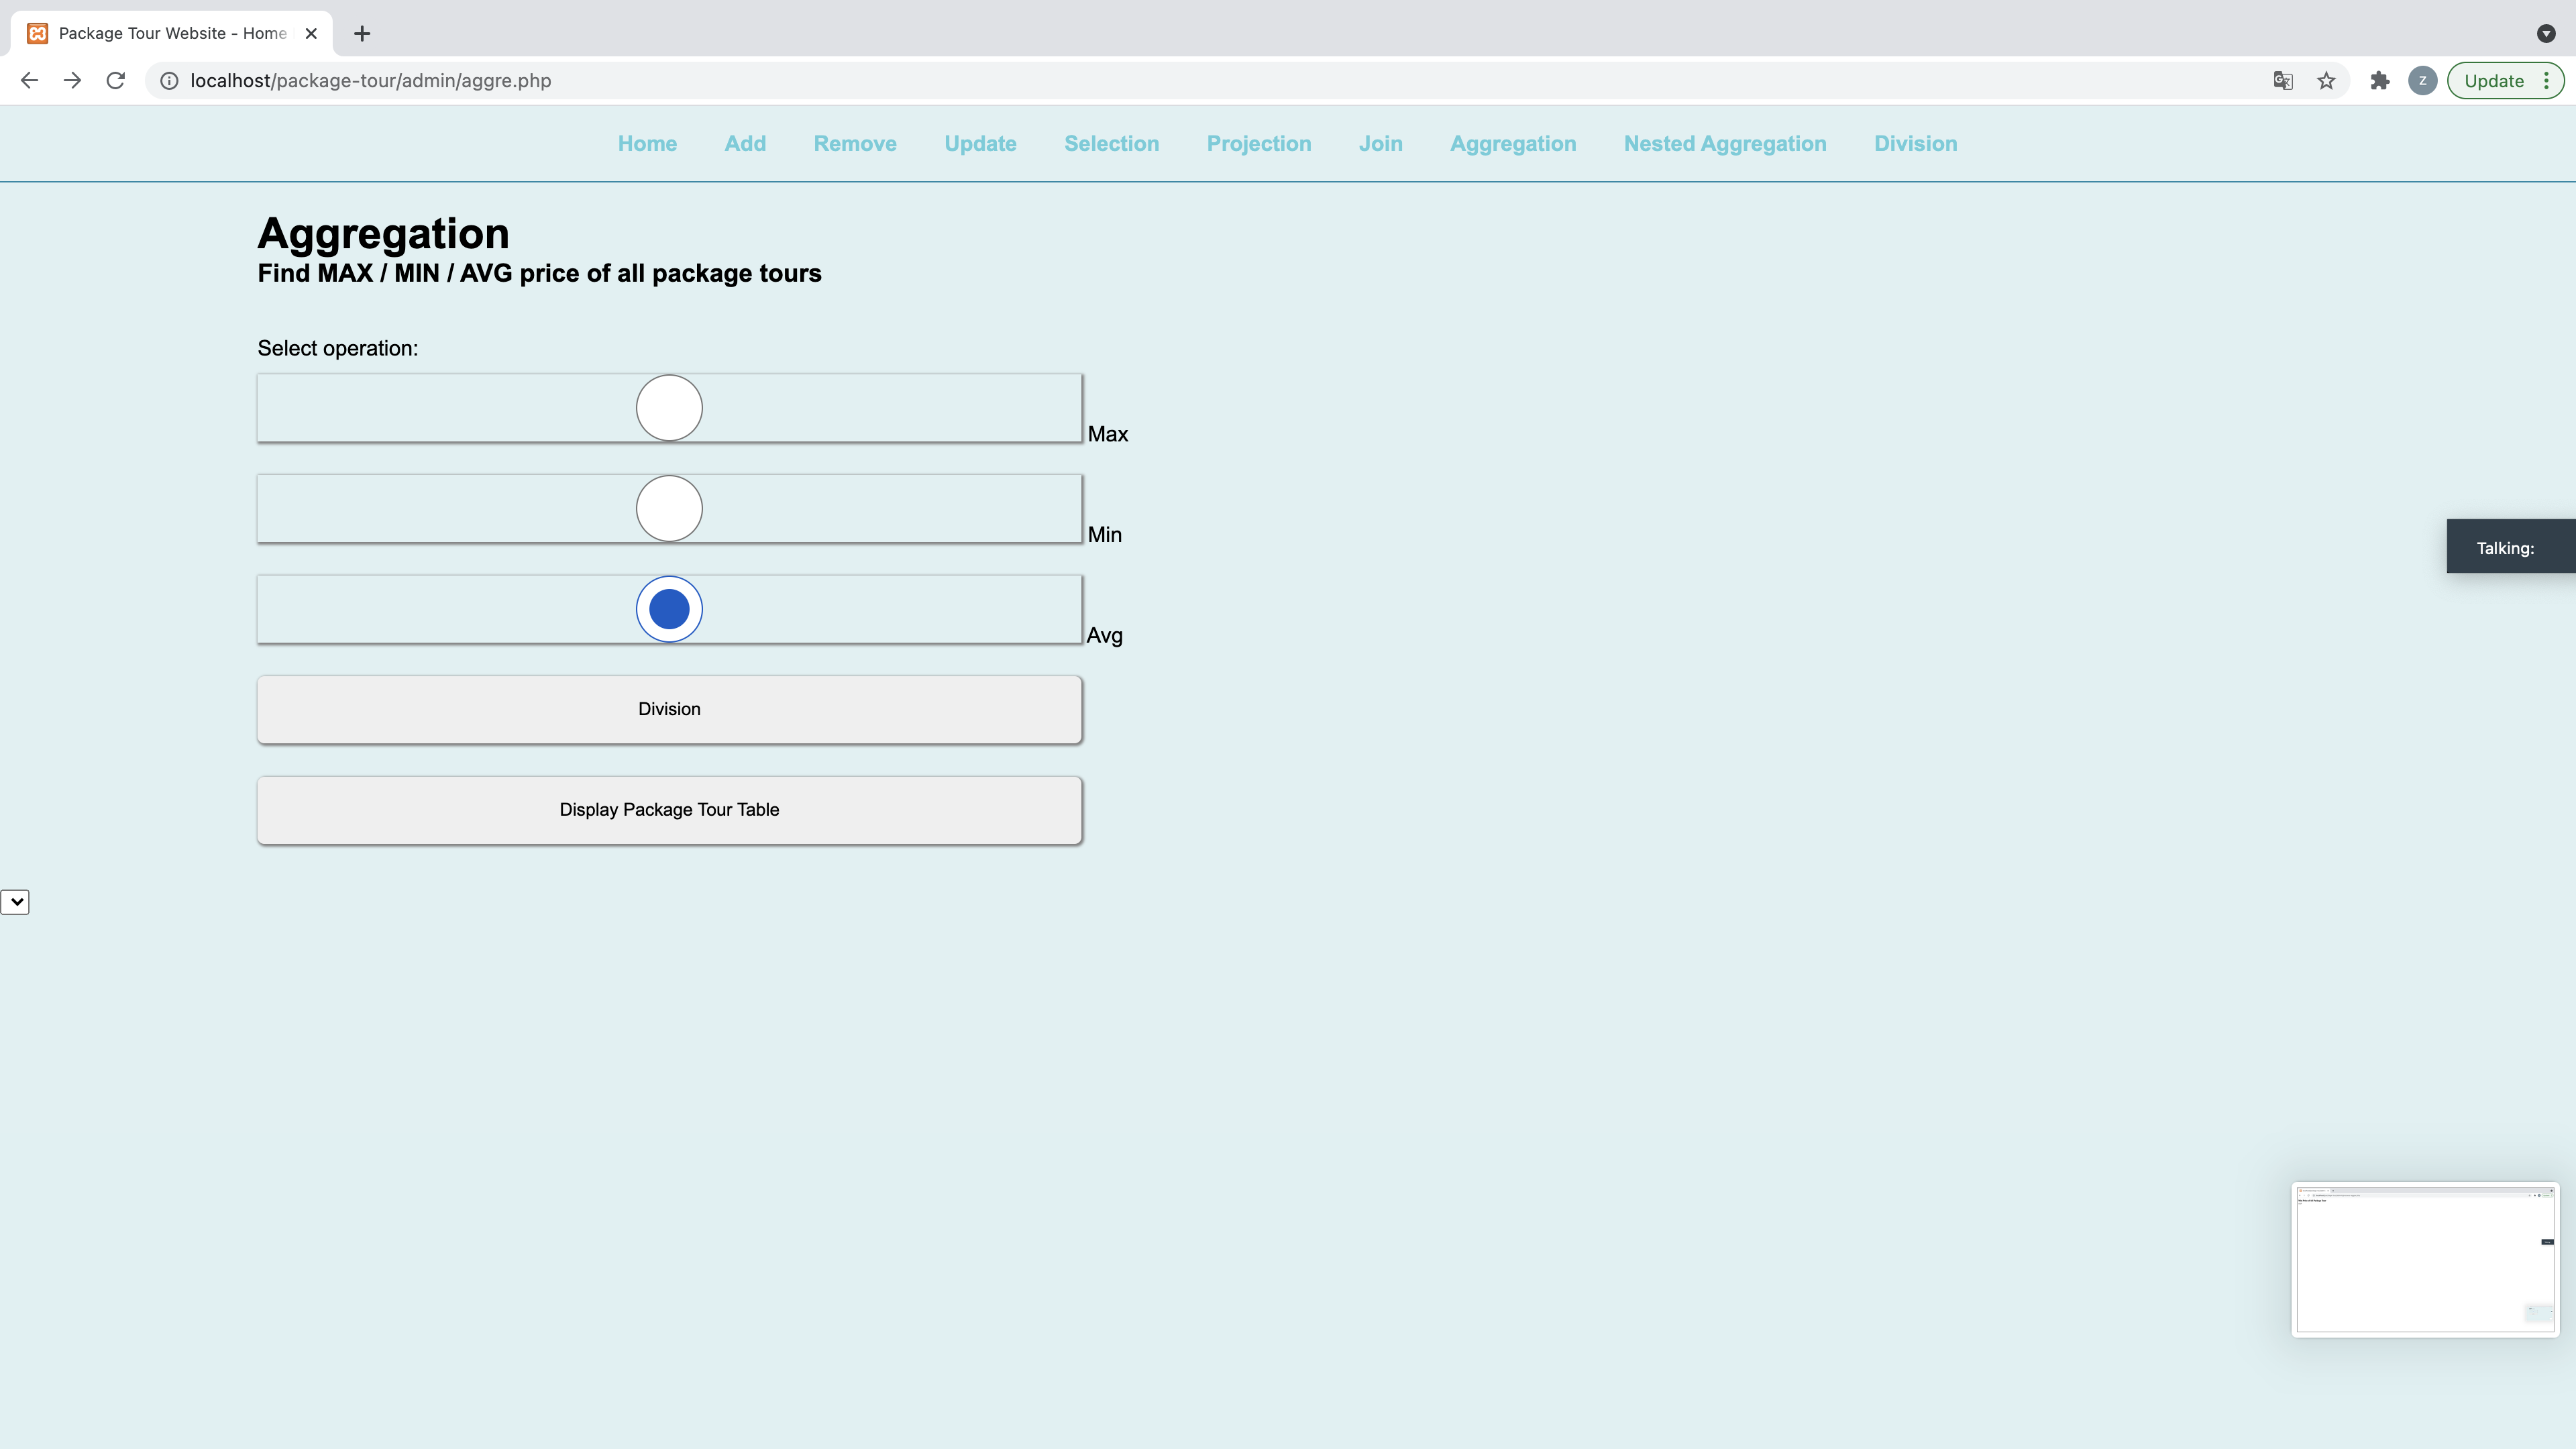 Package Tour Website - Home
localhost/package-tour/admin/aggre.php
Z
Update
Home Add Remove Update Selection Projection Join Aggregation Nested Aggregation Division
Aggregation
Find MAX / MIN / AVG price of all package tours
Select operation:
Max
Min
Talking:
Avg
Division
Display Package Tour Table